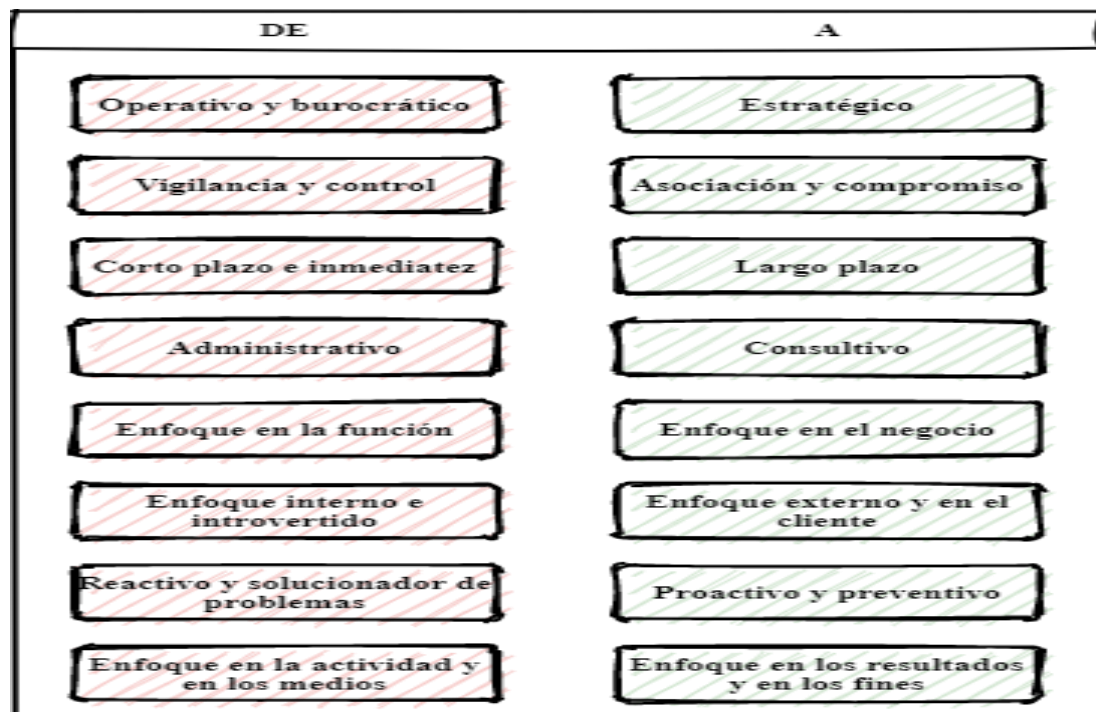 DE A
Operativo y burocrático Estratégico
Vigilancia y control Asociación y compromiso
Corto plazo e inmediatez Largo plazo
Administrativo Consultivo
Enfoque en la función Enfoque en el negocio
Enfoque interno e
introvertido
Enfoque externo y en el
cliente
Reactivo y solucionador de
problemas
Proactivo y preventivo
Enfoque en la actividad y
en los medios
Enfoque en los resultados
y en los fines